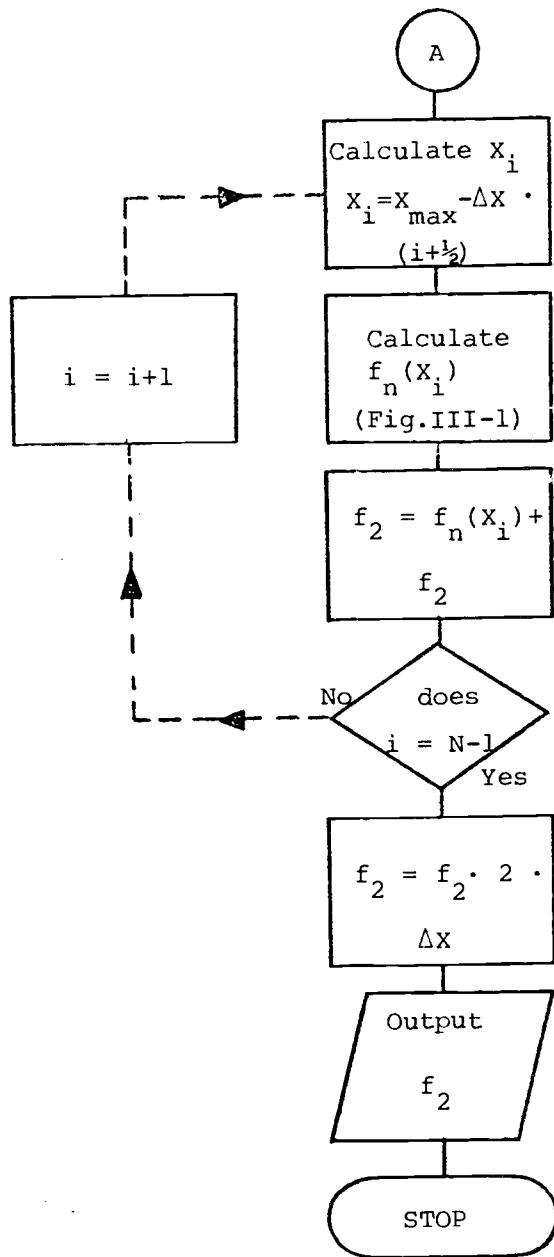 A
Calculate X_i
X_i=X_max-ΔX ·
(i+½)
i = i+1
Calculate
f_n(X_i)
(Fig.III-1)
f_2 = f_n(X_i)+
f_2
No
does
i = N-1
Yes
f_2 = f_2 · 2 ·
ΔX
Output
f_2
STOP